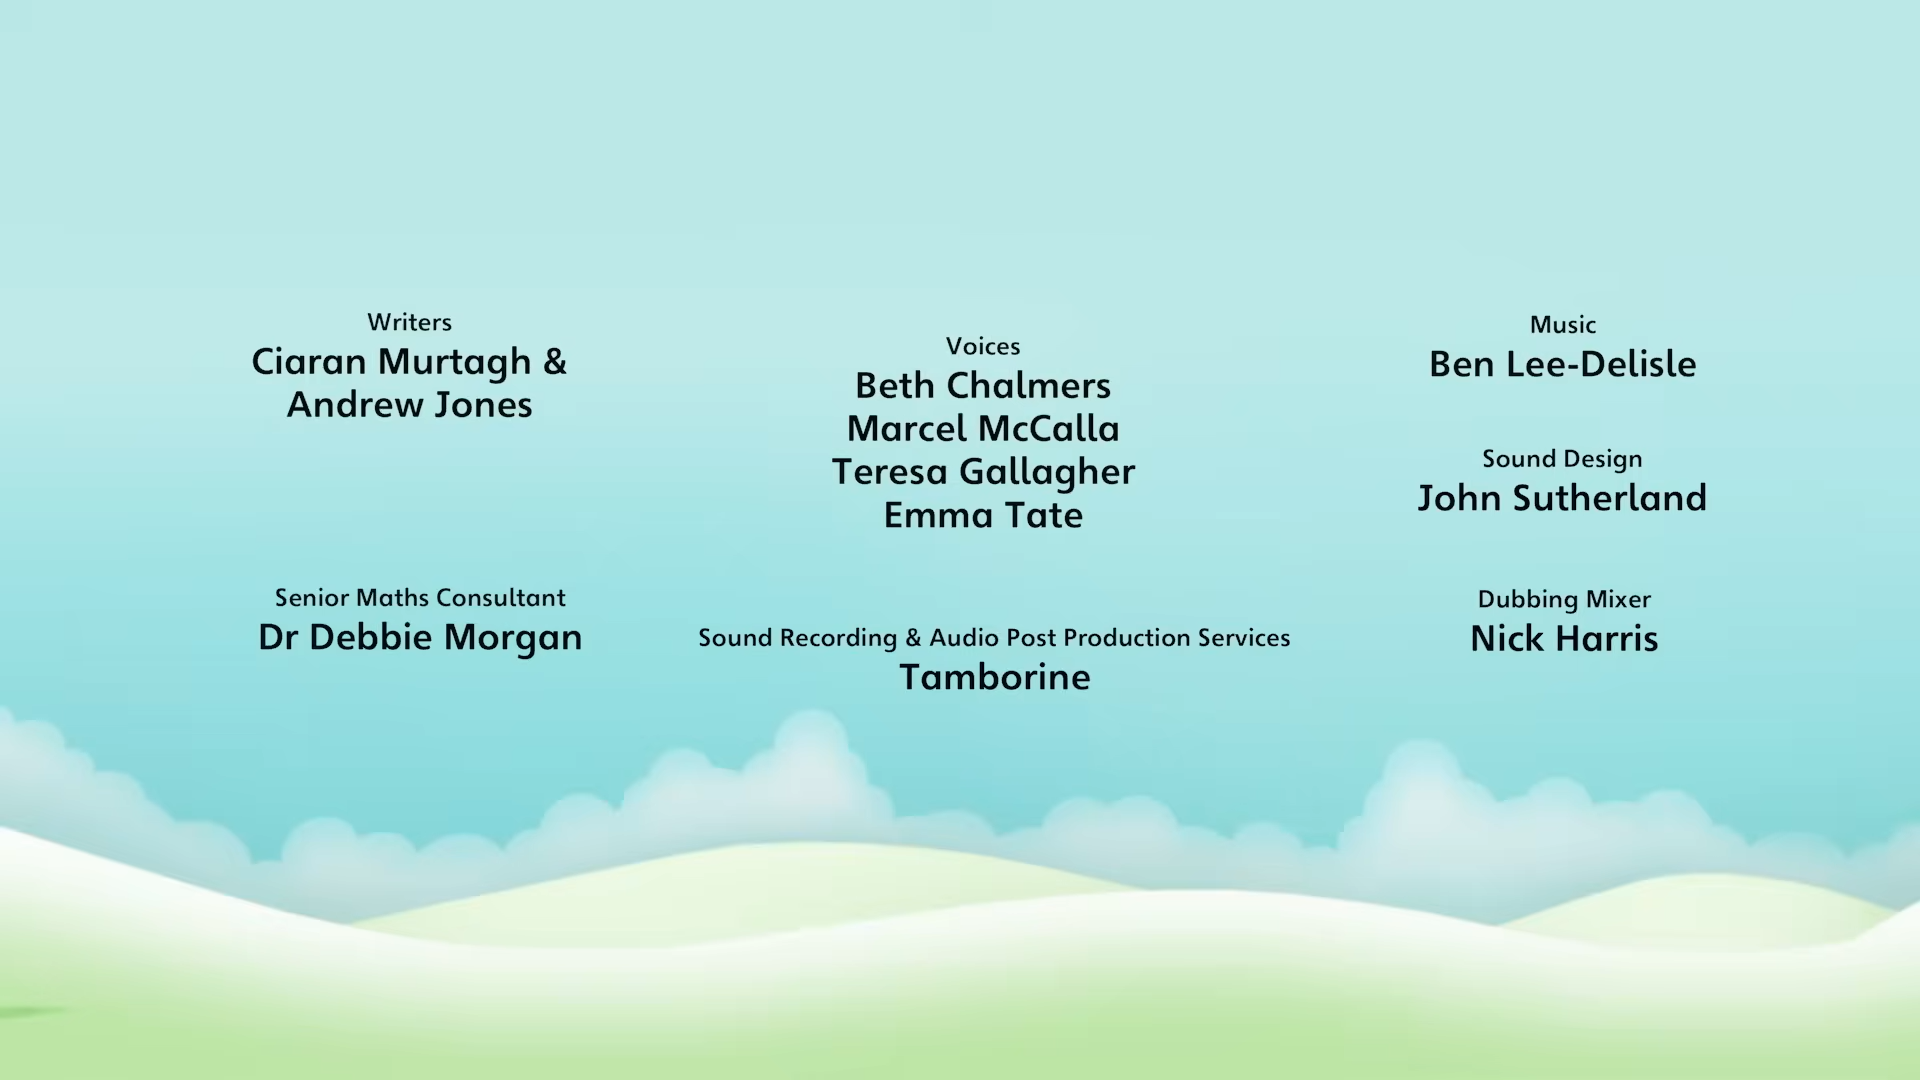 Writers
Ciaran Murtagh &
Andrew Jones
Senior Maths Consultant
Dr Debbie Morgan
Voices
Beth Chalmers
Marcel McCalla
Teresa Gallagher
Emma Tate
Sound Recording & Audio Post Production Services
Tamborine
Music
Ben Lee-Delisle
Sound Design
John Sutherland
Dubbing Mixer
Nick Harris